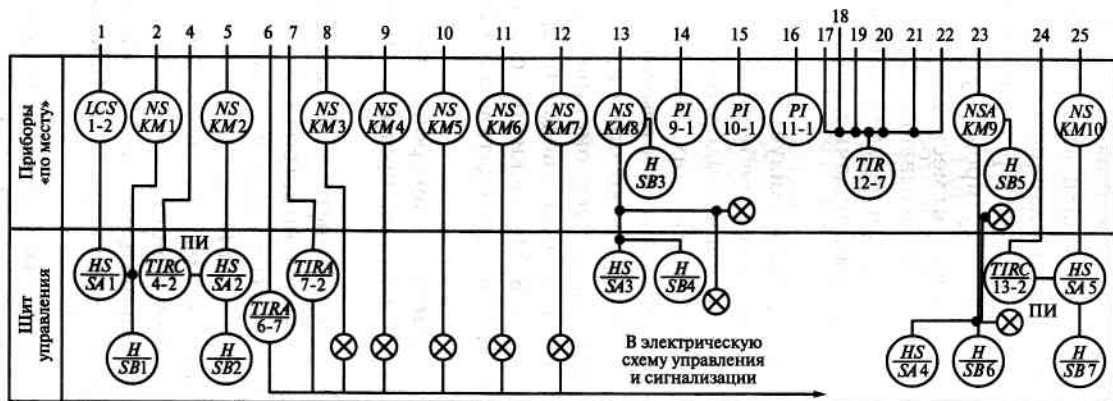 18
1 2 4 5 6 7 8 9 10 11 12 13 14 15 16 17 19 20 21 22 23 24 25
Приборы
«по месту»
LCS
1-2
NS
KM1
NS
KM2
NS
KM3
NS
KM4
NS
KM5
NS
KM6
NS
KM7
NS
KM8
H
SB3
PI
9-1
PI
10-1
PI
11-1
TIR
12-7
NSA
KM9
H
SB5
NS
KM10
Щит
управления
HS
SA1
H
SB1
ПИ
TIRC
4-2
HS
SA2
H
SB2
TIRA
6-7
TIRA
7-2
HS
SA3
H
SB4
В электрическую
схему управления
и сигнализации
HS
SA4
H
SB6
TIRC
13-2
ПИ
HS
SA5
H
SB7